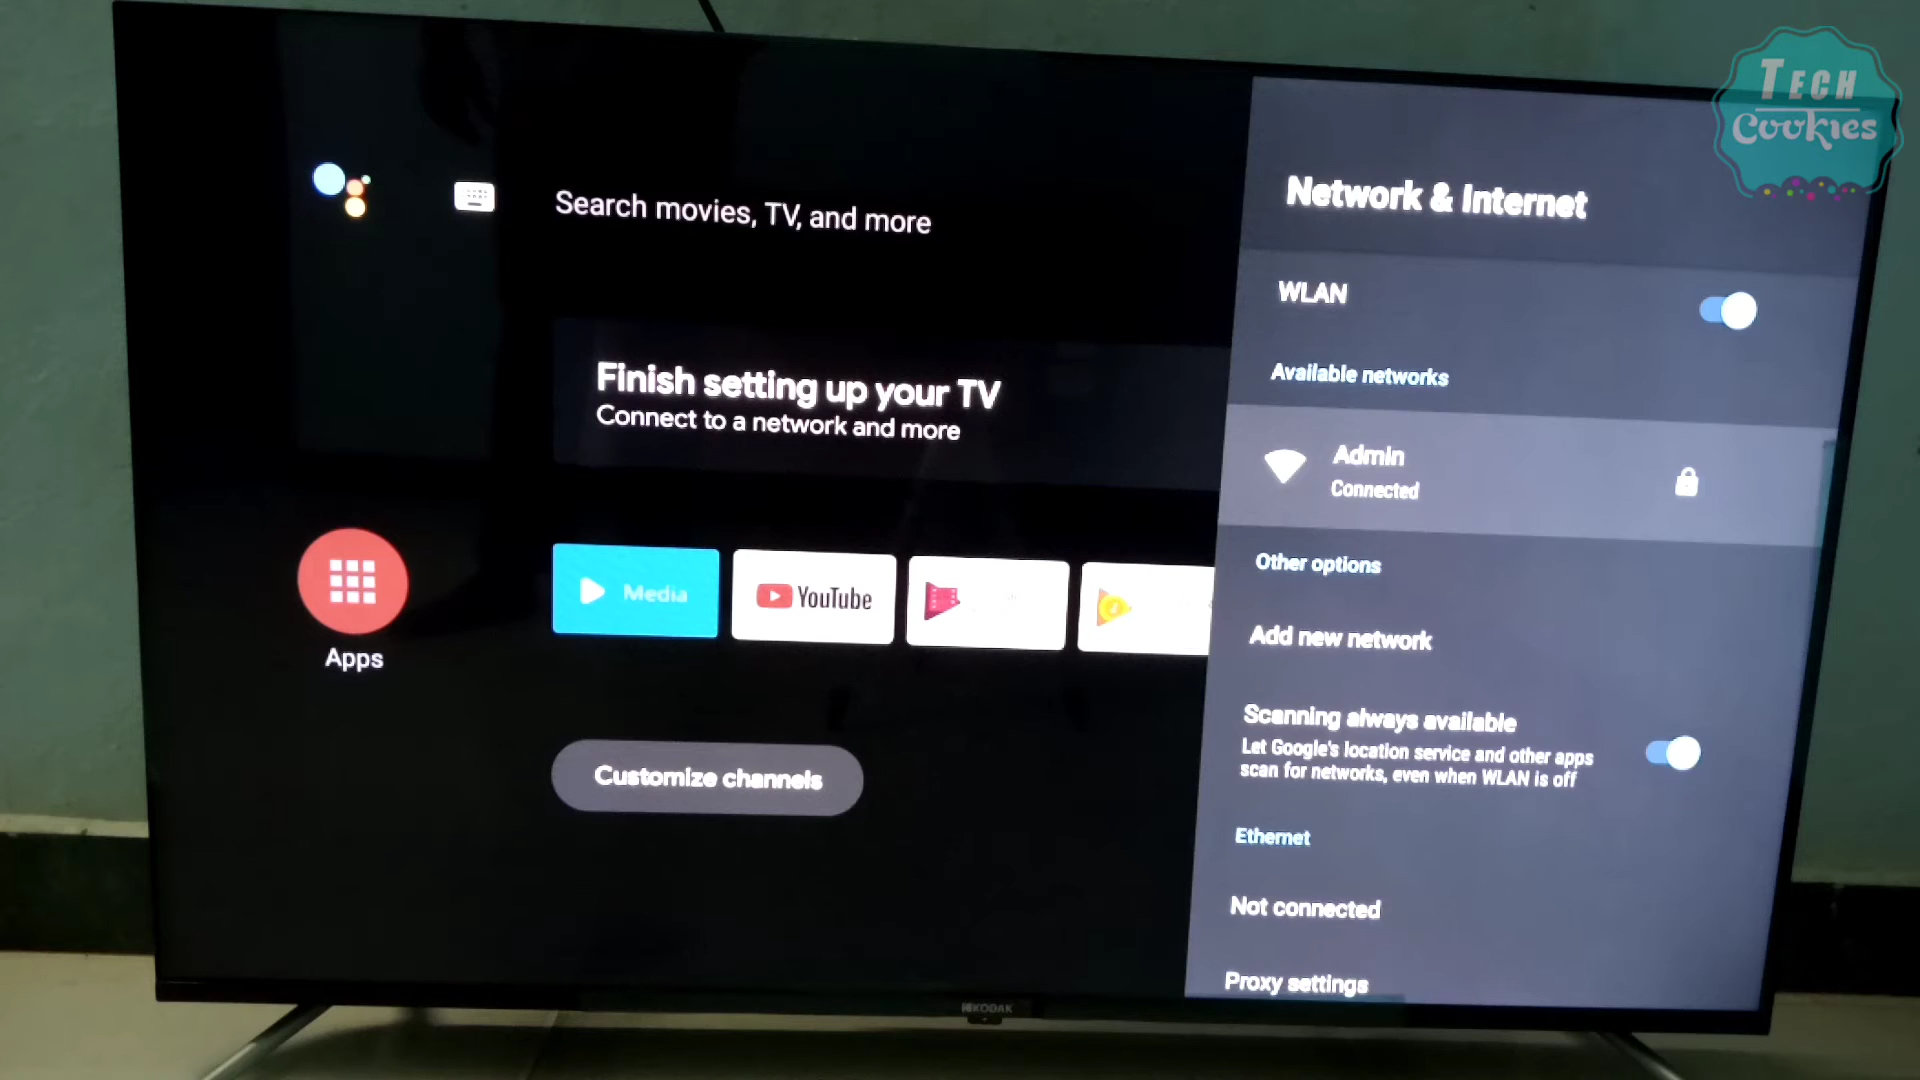 TECH
Cookies
Search movies, TV, and more
Finish setting up your TV
Connect to a network and more
Media
YouTube
Apps
Customize channels
Network & Internet
WLAN
Available networks
Admin
Connected
Other options
Add new network
Scanning always available
Let Google's location service and other apps
scan for networks, even when WLAN is off
Ethernet
Not connected
Proxy settings
KODAK